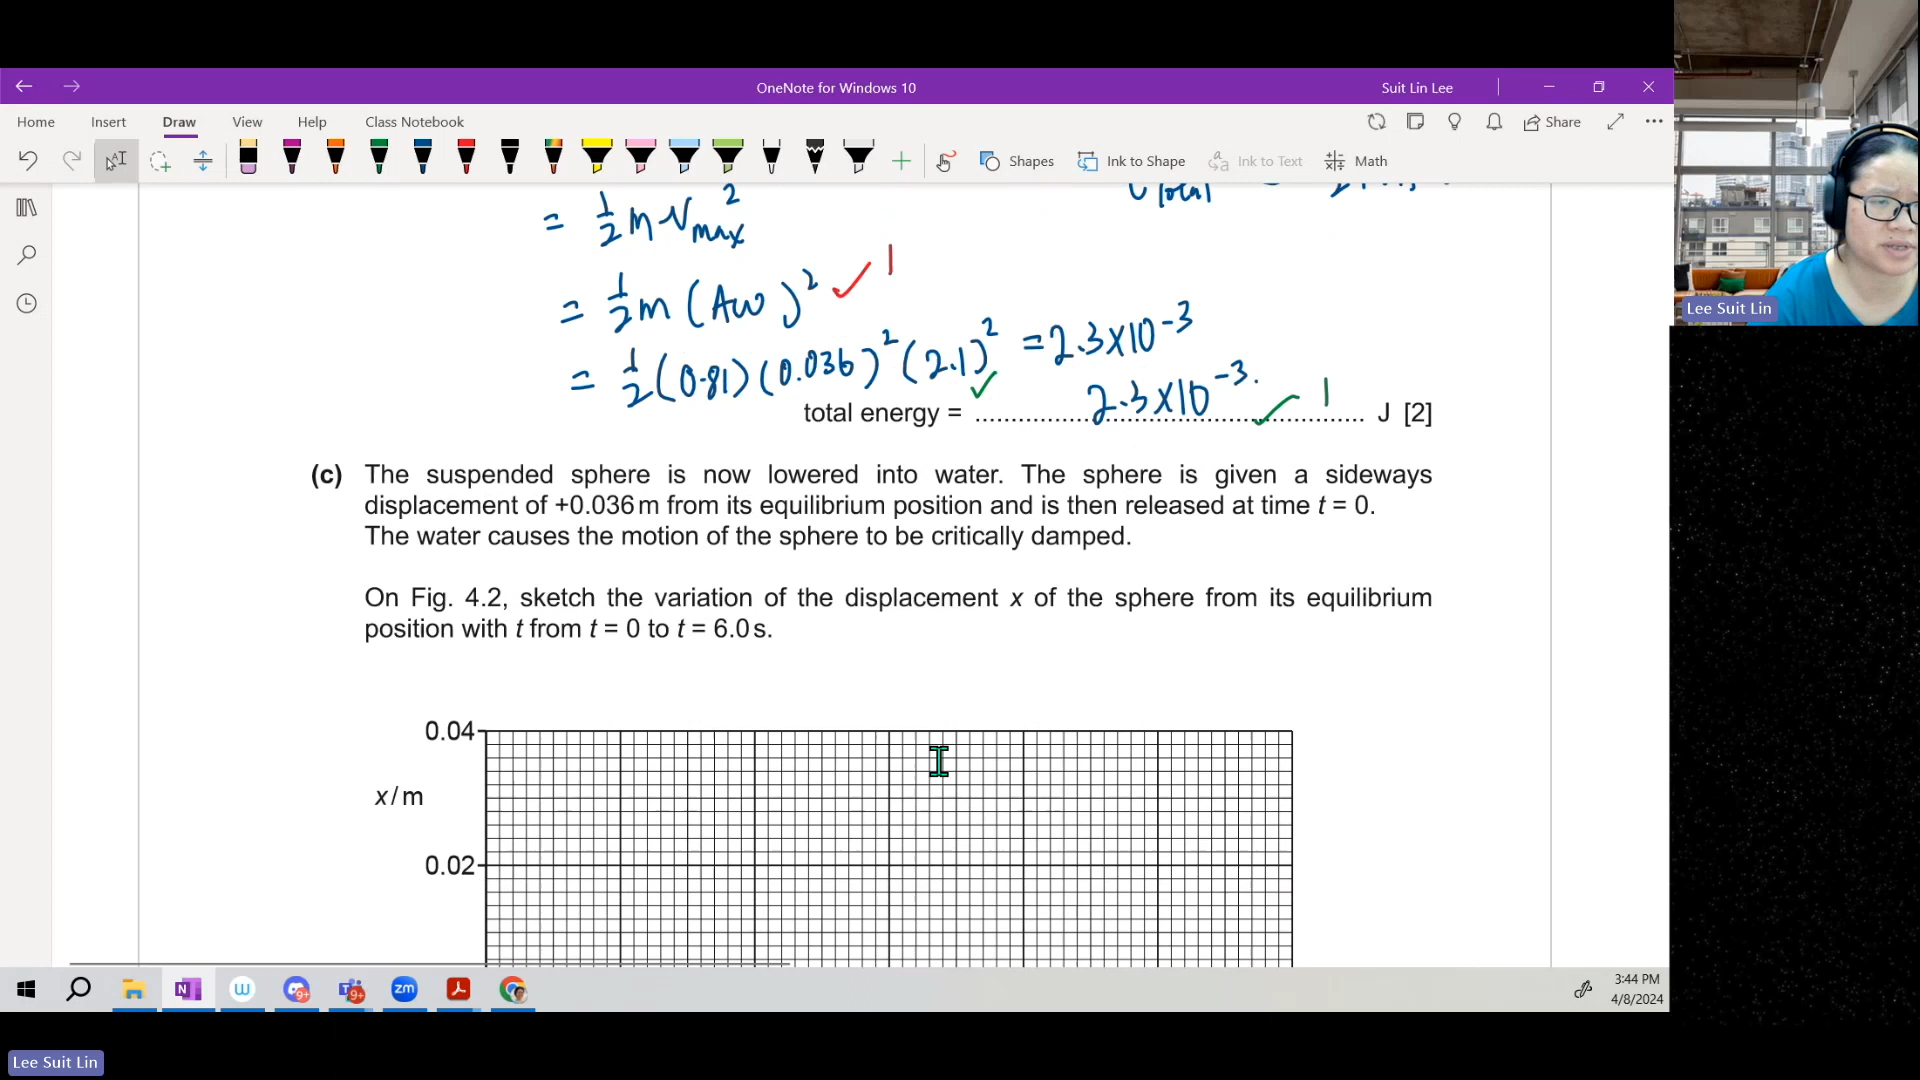 OneNote for Windows 10
Suit Lin Lee
Home Insert Draw View Help Class Notebook
Share
Shapes Ink to Shape Ink to Text Math
= 1/2 m v max 2
= 1/2 m (Aω)2 ✓ 1
= 1/2 (0.81)(0.036)2 (2.1)2 = 2.3×10-3
total energy = 2.3×10-3. J [2]
✓ ✓ 1
(c) The suspended sphere is now lowered into water. The sphere is given a sideways
displacement of +0.036 m from its equilibrium position and is then released at time t = 0.
The water causes the motion of the sphere to be critically damped.
On Fig. 4.2, sketch the variation of the displacement x of the sphere from its equilibrium
position with t from t = 0 to t = 6.0 s.
0.04
x / m
0.02
3:44 PM
4/8/2024
Lee Suit Lin
Lee Suit Lin